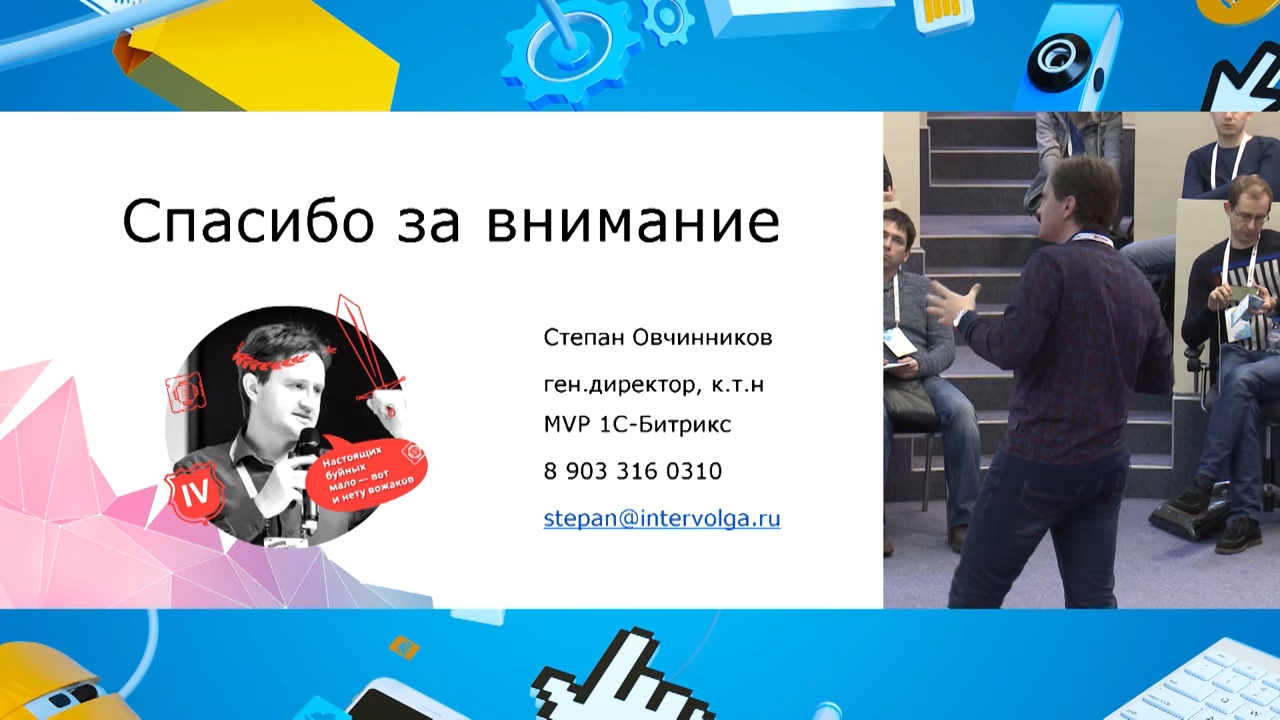 Спасибо за внимание
Степан Овчинников
ген.директор, к.т.н
MVP 1С-Битрикс
8 903 316 0310
stepan@intervolga.ru
Настоящих
буйных
мало — вот
и нету вожаков
IV